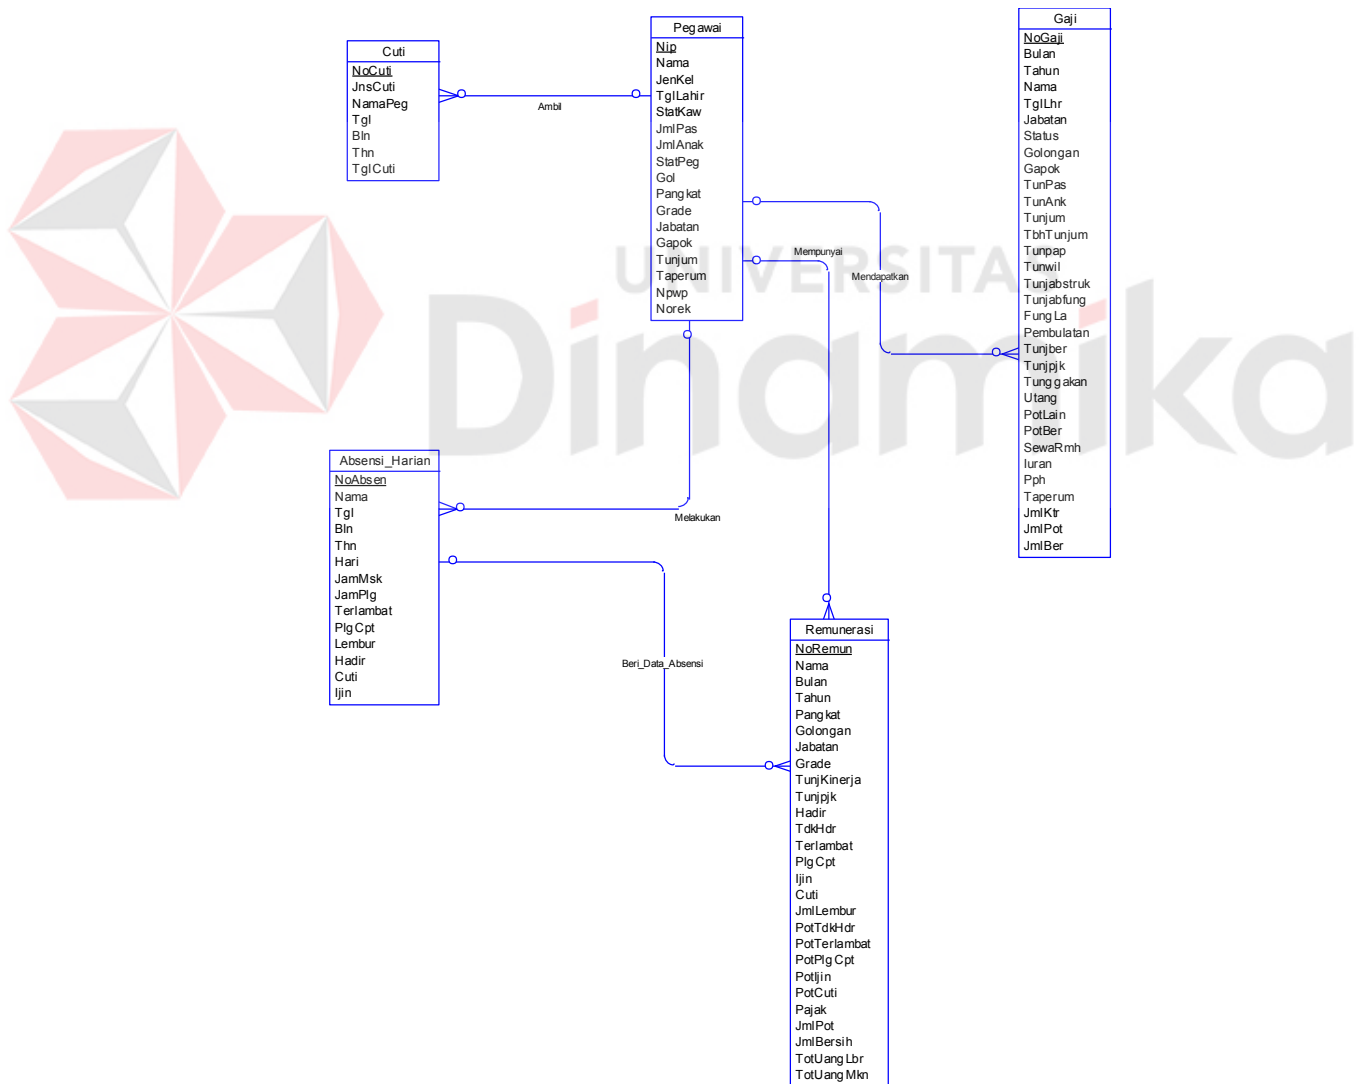 Cuti
NoCuti
JnsCuti
NamaPeg
Tgl
Bln
Thn
TglCuti
Ambil
Pegawai
Nip
Nama
JenKel
TglLahir
StatKaw
JmlPas
JmlAnak
StatPeg
Gol
Pangkat
Grade
Jabatan
Gapok
Tunjum
Taperum
Npwp
Norek
Gaji
NoGaji
Bulan
Tahun
Nama
TglLhr
Jabatan
Status
Golongan
Gapok
TunPas
TunAnk
Tunjum
TbhTunjum
Tunpap
Tunwil
Tunjabstruk
Tunjabfung
FungLa
Pembulatan
Tunjber
Tunjpjk
Tunggakan
Utang
PotLain
PotBer
SewaRmh
Iuran
Pph
Taperum
JmlKtr
JmlPot
JmlBer
Mempunyai
Mendapatkan
UNIVERSITAS
Dinamika
Absensi_Harian
NoAbsen
Nama
Tgl
Bln
Thn
Hari
JamMsk
JamPlg
Terlambat
PlgCpt
Lembur
Hadir
Cuti
Ijin
Melakukan
Beri_Data_Absensi
Remunerasi
NoRemun
Nama
Bulan
Tahun
Pangkat
Golongan
Jabatan
Grade
TunjKinerja
Tunjpjk
Hadir
TdkHdr
Terlambat
PlgCpt
Ijin
Cuti
JmlLembur
PotTdkHdr
PotTerlambat
PotPlgCpt
PotIjin
PotCuti
Pajak
JmlPot
JmlBersih
TotUangLbr
TotUangMkn